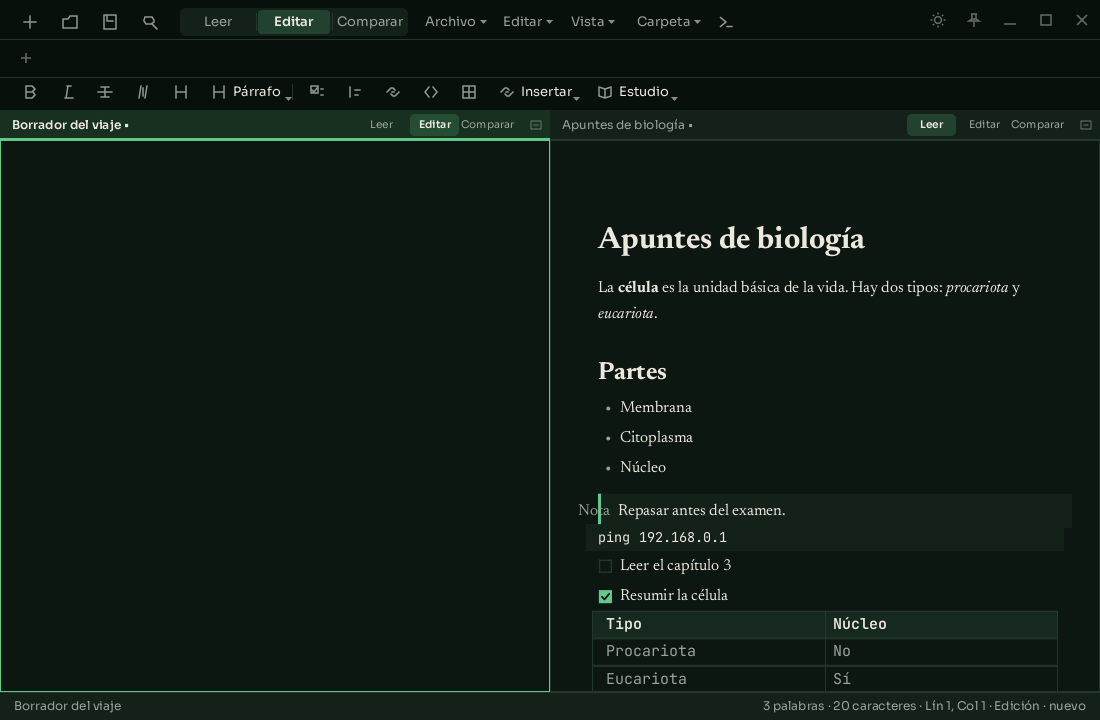 Leer Editar Comparar Archivo Editar Vista Carpeta
Párrafo Insertar Estudio
Borrador del viaje • Leer Editar Comparar
Apuntes de biología • Leer Editar Comparar
Apuntes de biología
La célula es la unidad básica de la vida. Hay dos tipos: procariota y
eucariota.
Partes
• Membrana
• Citoplasma
• Núcleo
Nota Repasar antes del examen.
ping 192.168.0.1
Leer el capítulo 3
Resumir la célula
Tipo Núcleo
Procariota No
Eucariota Sí
Borrador del viaje 3 palabras · 20 caracteres · Lín 1, Col 1 · Edición · nuevo